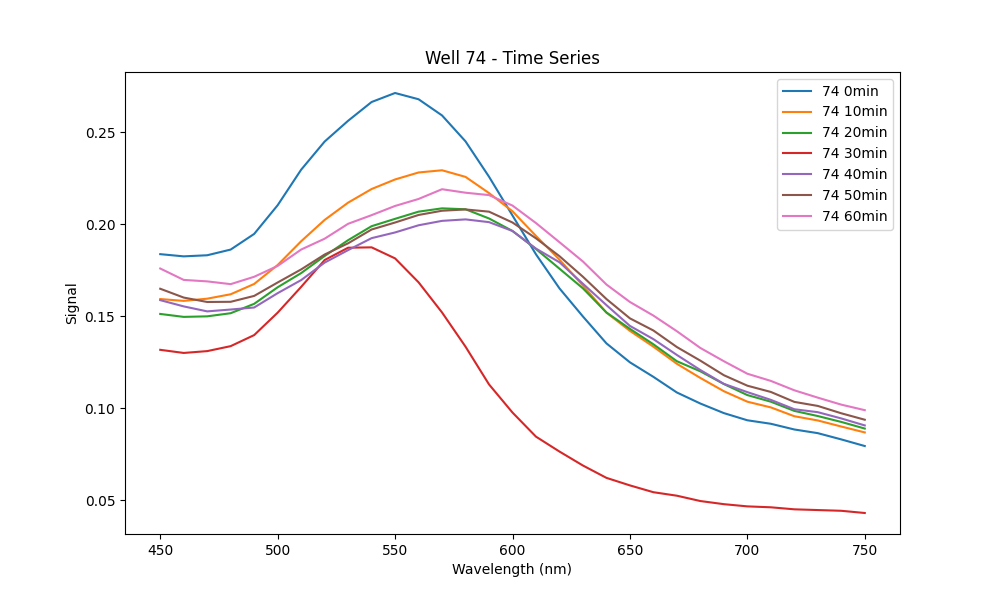 Well 74 - Time Series
74 0min
74 10min
74 20min
74 30min
74 40min
74 50min
74 60min
Signal
0.25
0.20
0.15
0.10
0.05
450 500 550 600 650 700 750
Wavelength (nm)